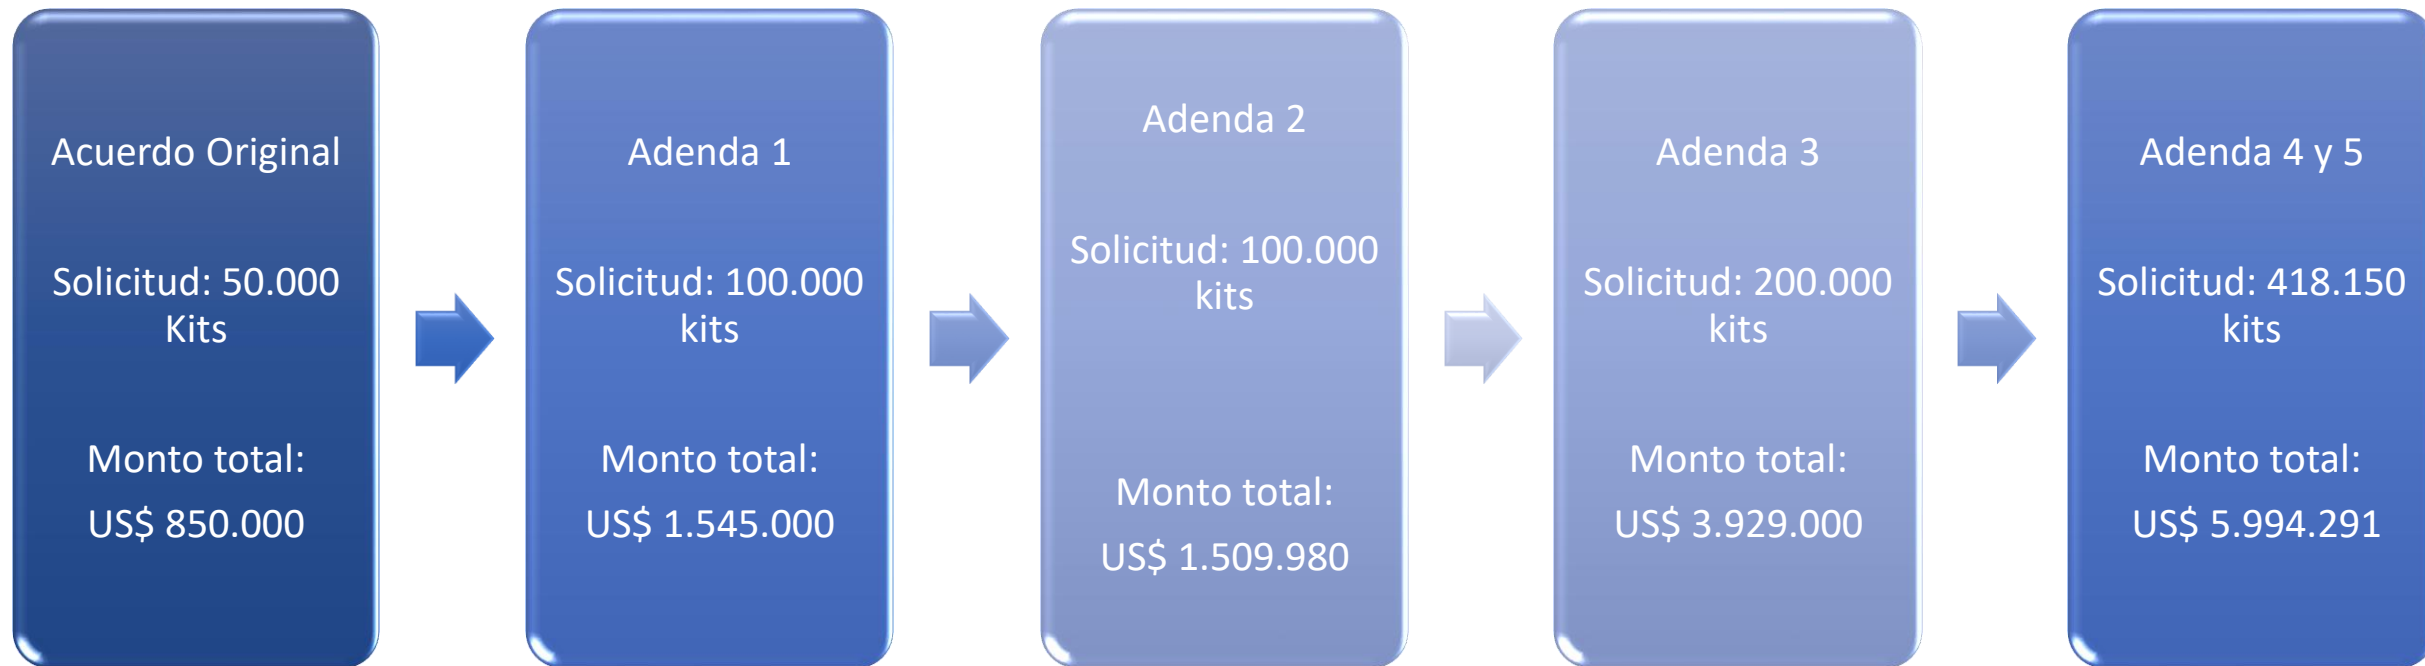 Acuerdo Original
Solicitud: 50.000
Kits
Monto total:
US$ 850.000
Adenda 1
Solicitud: 100.000
kits
Monto total:
US$ 1.545.000
Adenda 2
Solicitud: 100.000
kits
Monto total:
US$ 1.509.980
Adenda 3
Solicitud: 200.000
kits
Monto total:
US$ 3.929.000
Adenda 4 y 5
Solicitud: 418.150
kits
Monto total:
US$ 5.994.291